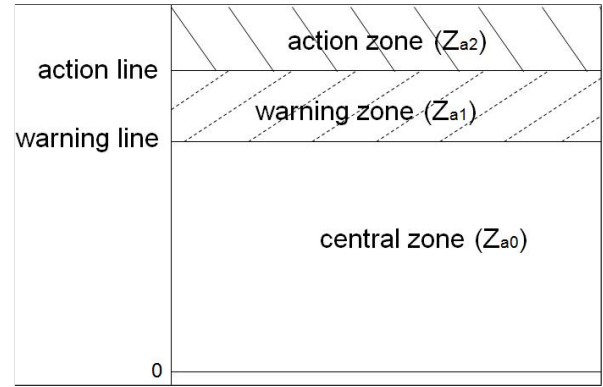 action zone (Za2)
action line
warning zone (Za1)
warning line
central zone (Za0)
0